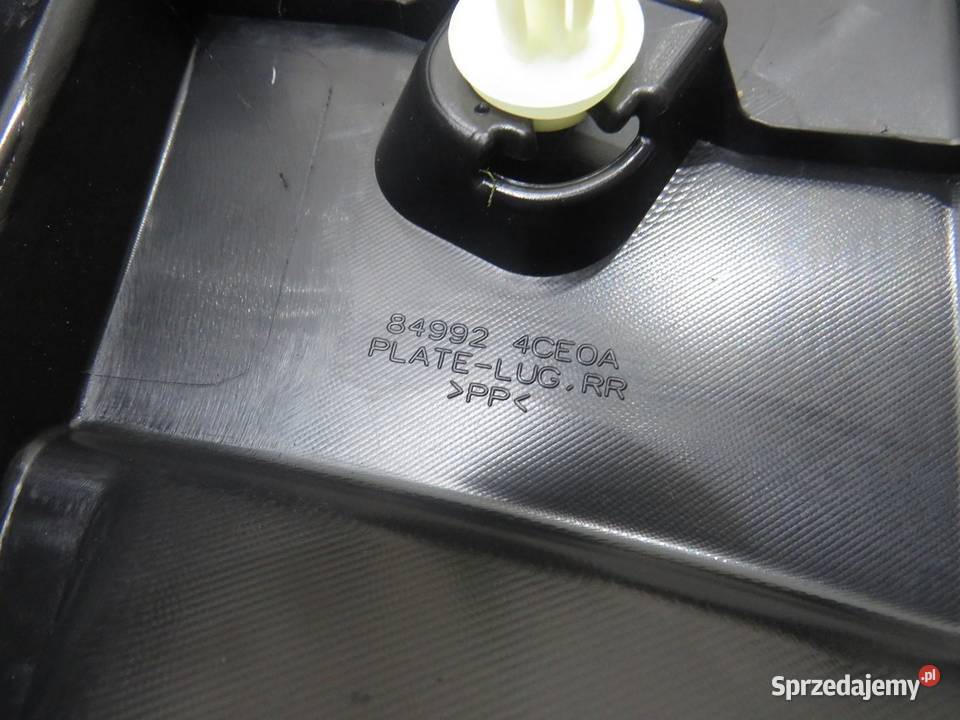 84992 4CE0A
PLATE-LUG, RR
>PP<
Sprzedajemy.pl